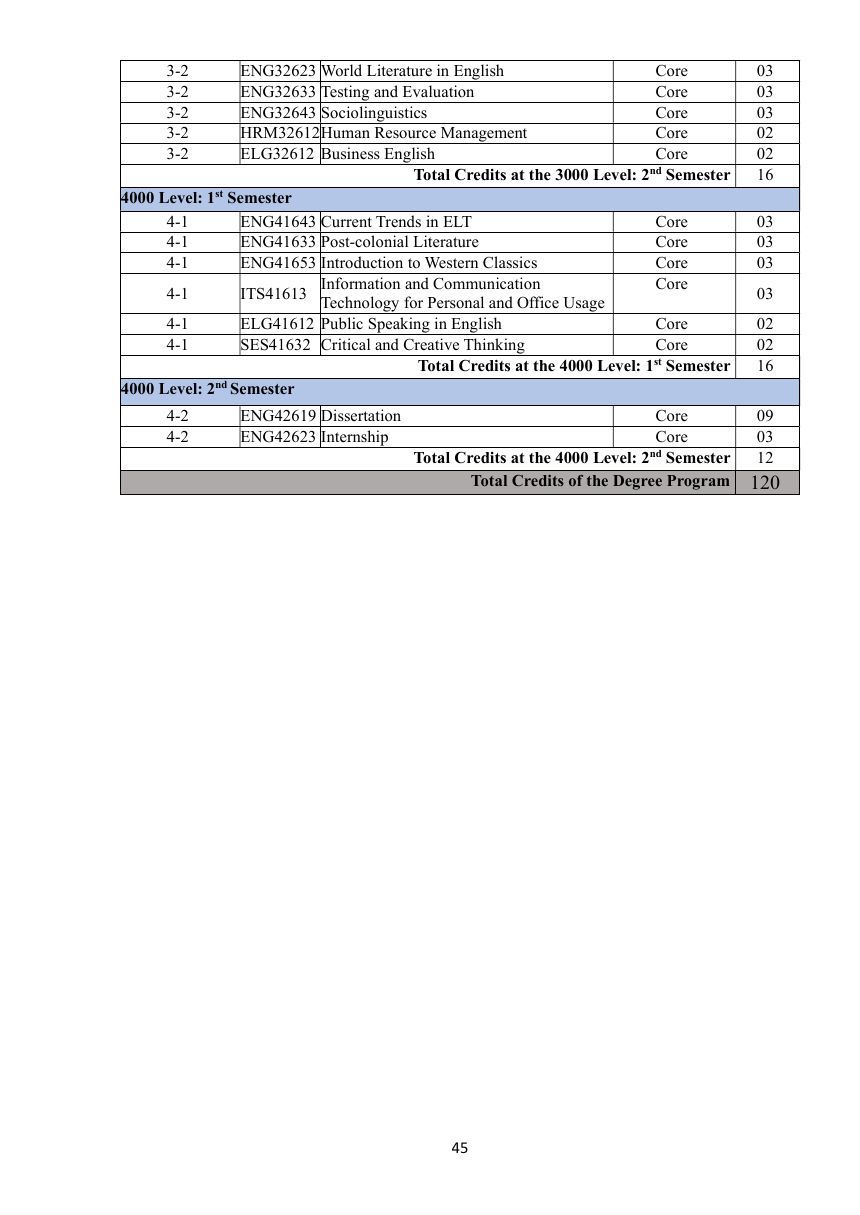 3-2 ENG32623 World Literature in English Core 03
3-2 ENG32633 Testing and Evaluation Core 03
3-2 ENG32643 Sociolinguistics Core 03
3-2 HRM32612 Human Resource Management Core 02
3-2 ELG32612 Business English Core 02
Total Credits at the 3000 Level: 2nd Semester 16
4000 Level: 1st Semester
4-1 ENG41643 Current Trends in ELT Core 03
4-1 ENG41633 Post-colonial Literature Core 03
4-1 ENG41653 Introduction to Western Classics Core 03
4-1 ITS41613 Information and Communication Core 03
Technology for Personal and Office Usage
4-1 ELG41612 Public Speaking in English Core 02
4-1 SES41632 Critical and Creative Thinking Core 02
Total Credits at the 4000 Level: 1st Semester 16
4000 Level: 2nd Semester
4-2 ENG42619 Dissertation Core 09
4-2 ENG42623 Internship Core 03
Total Credits at the 4000 Level: 2nd Semester 12
Total Credits of the Degree Program 120
45